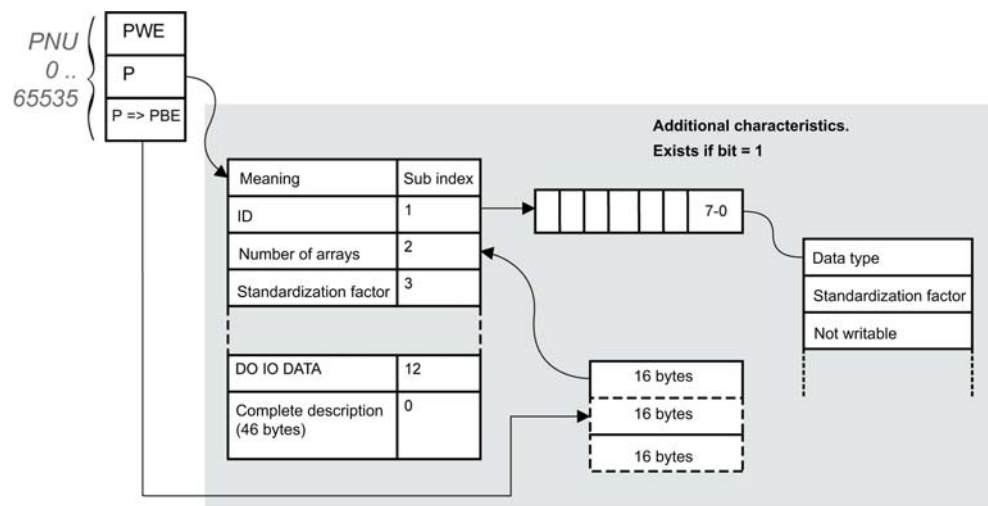 PNU
0 ..
65535
PWE
P
P => PBE
Additional characteristics.
Exists if bit = 1
Meaning Sub index
ID 1
Number of arrays 2
Standardization factor 3
DO IO DATA 12
Complete description 0
(46 bytes)
7-0
Data type
Standardization factor
Not writable
16 bytes
16 bytes
16 bytes